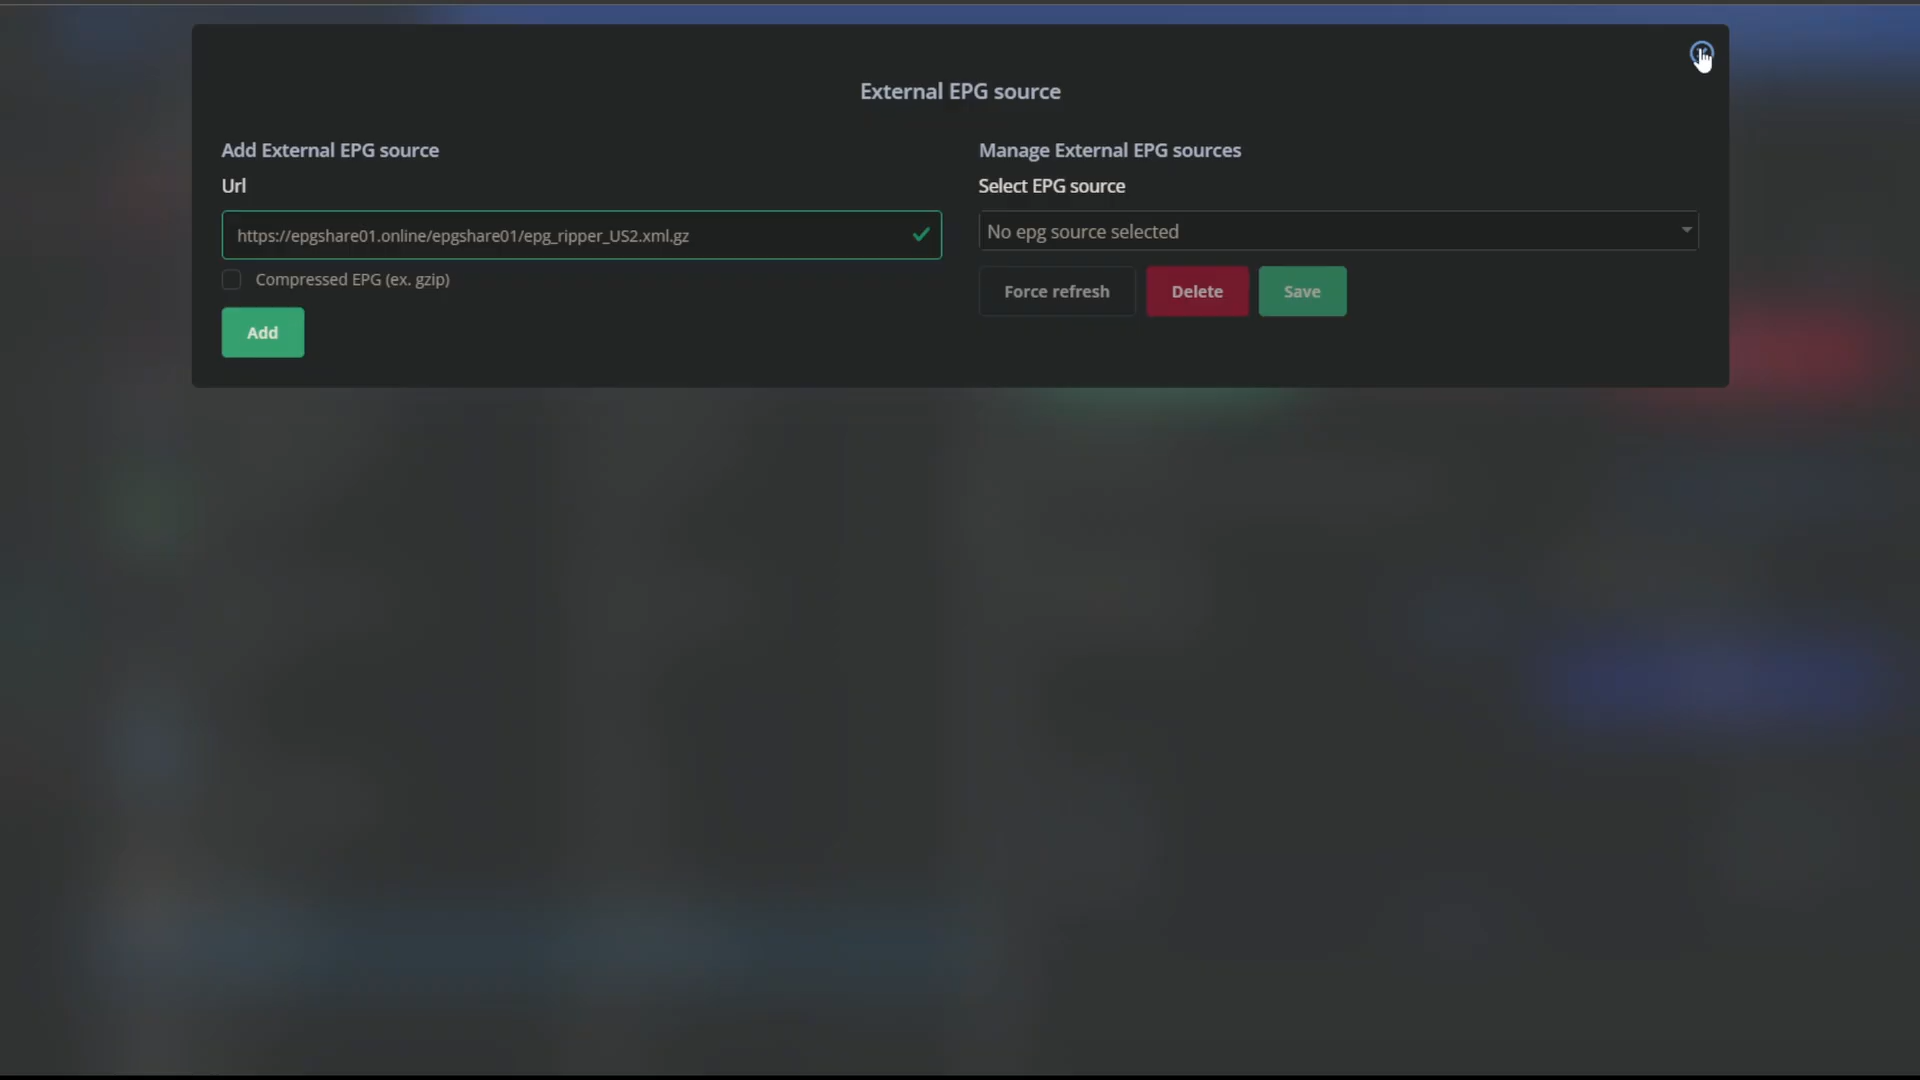 External EPG source
Add External EPG source
Url
https://epgshare01.online/epgshare01/epg_ripper_US2.xml.gz
Compressed EPG (ex. gzip)
Add
Manage External EPG sources
Select EPG source
No epg source selected
Force refresh
Delete
Save